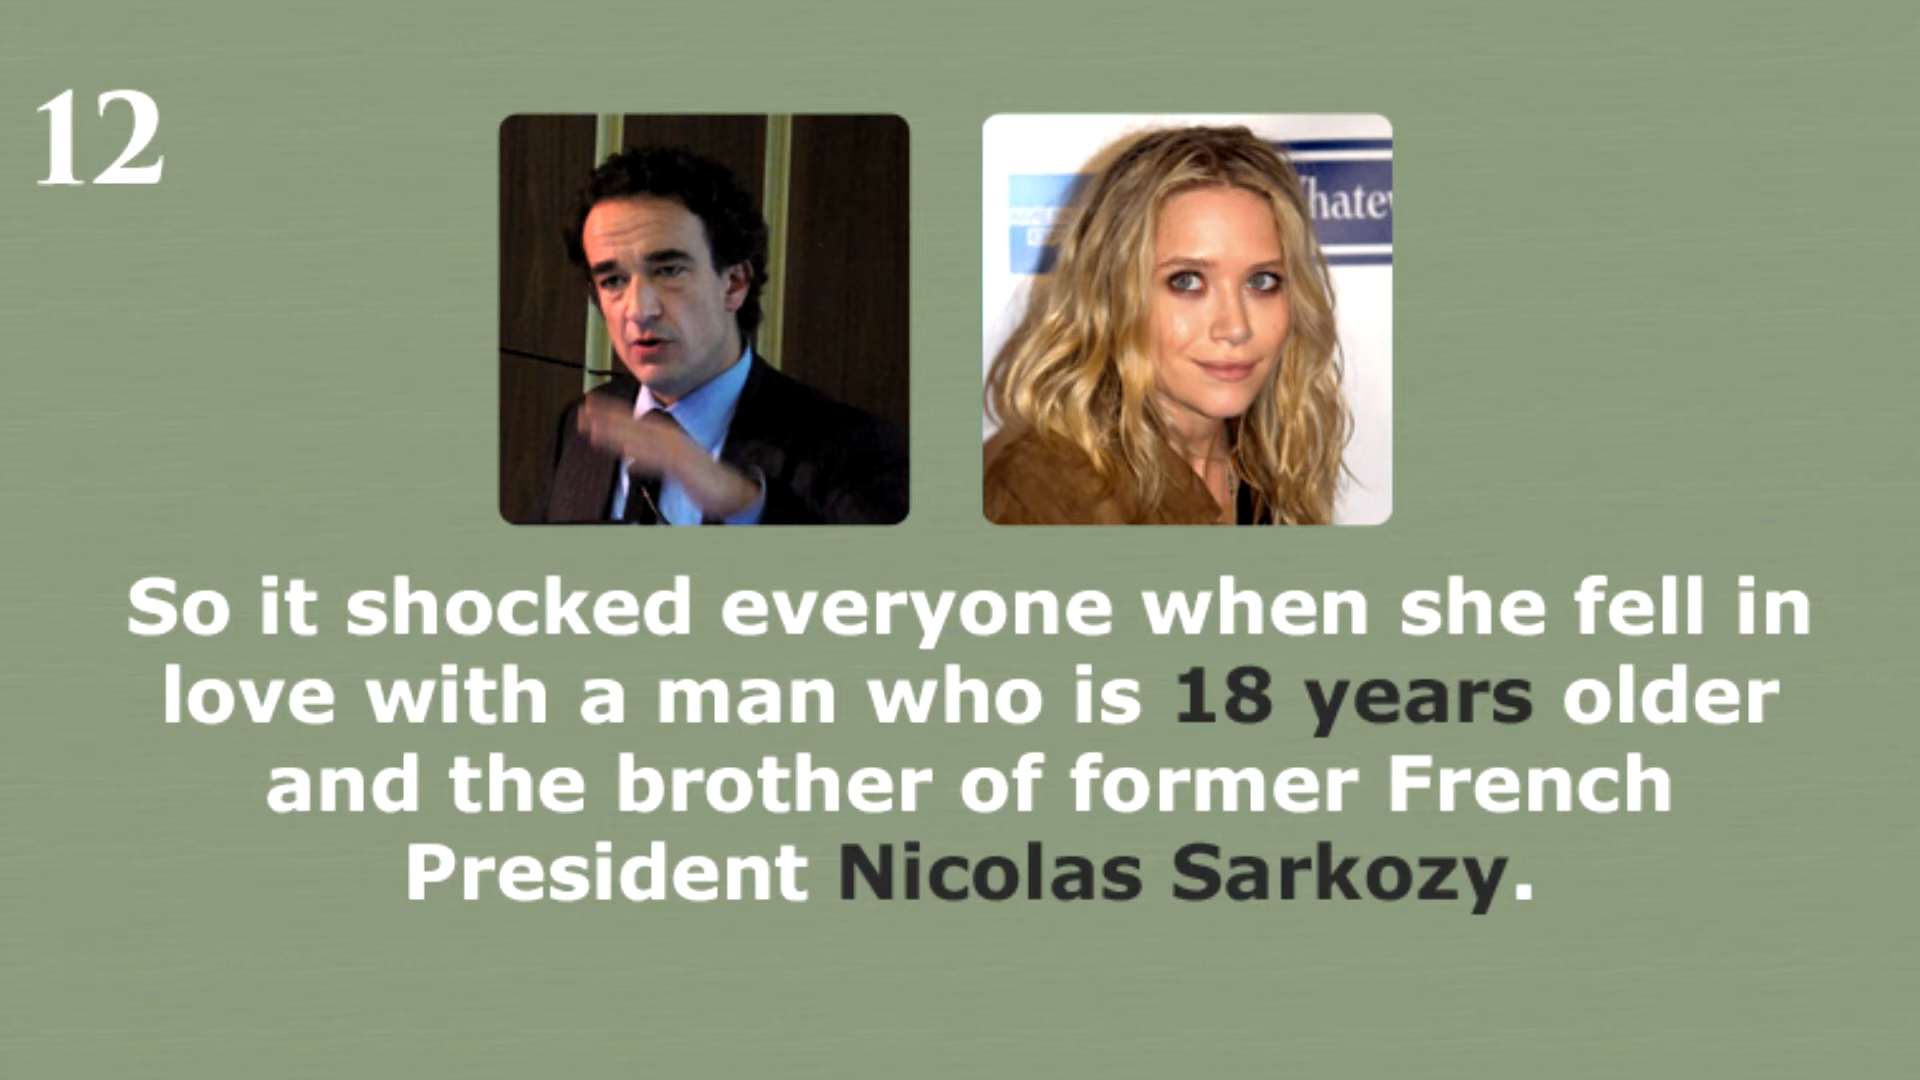 12
hatev
So it shocked everyone when she fell in
love with a man who is 18 years older
and the brother of former French
President Nicolas Sarkozy.